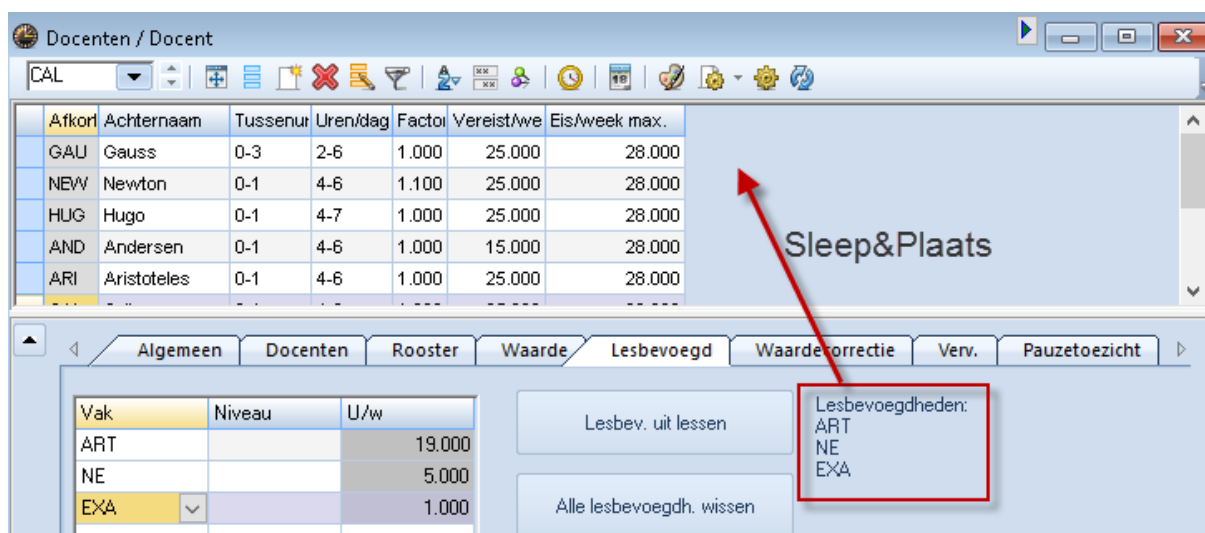 Docenten / Docent
CAL
Afkort Achternaam Tussenur Uren/dag Factor Vereist/we Eis/week max.
GAU Gauss 0-3 2-6 1.000 25.000 28.000
NEW Newton 0-1 4-6 1.100 25.000 28.000
HUG Hugo 0-1 4-7 1.000 25.000 28.000
AND Andersen 0-1 4-6 1.000 15.000 28.000
ARI Aristoteles 0-1 4-6 1.000 25.000 28.000
Sleep&Plaats
Algemeen Docenten Rooster Waarde Lesbevoegd Waardecorrectie Verv. Pauzetoezicht
Vak Niveau U/w
ART 19.000
NE 5.000
EXA 1.000
Lesbev. uit lessen
Alle lesbevoegdh. wissen
Lesbevoegdheden:
ART
NE
EXA